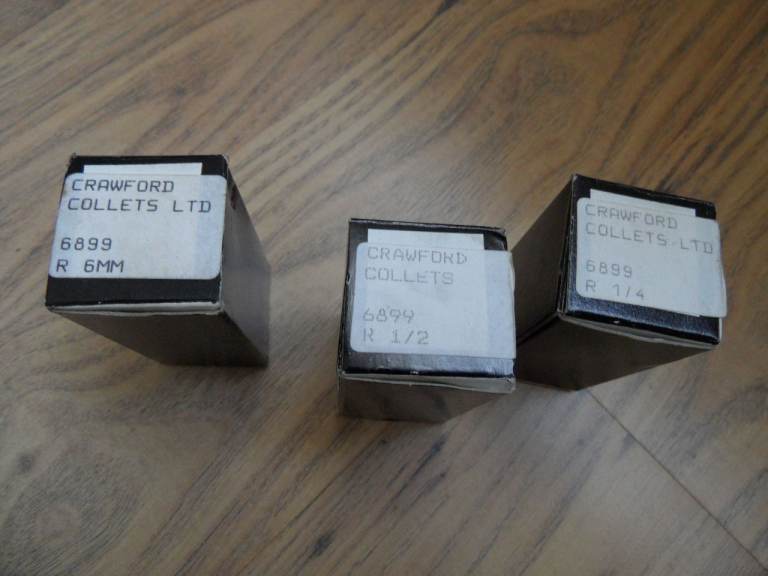 CRAWFORD
COLLETS LTD
6899
R 6MM
CRAWFORD
COLLETS
6899
R 1/2
CRAWFORD
COLLETS LTD
6899
R 1/4